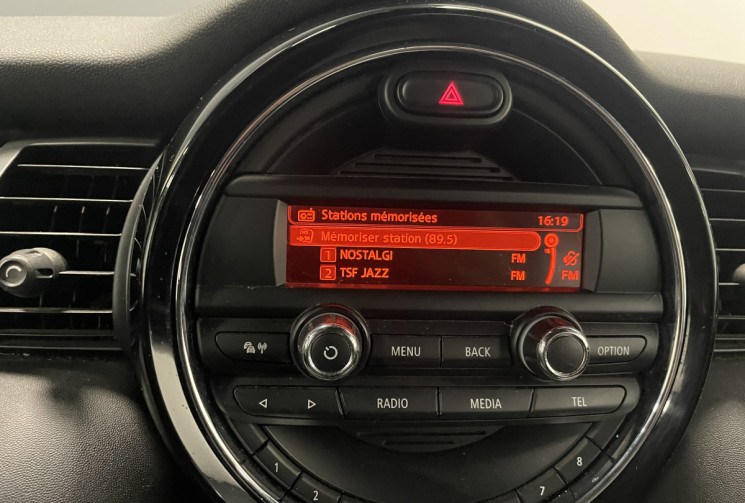 Stations mémorisées 16:19
Mémoriser station (89.5)
1 NOSTALGI FM
2 TSF JAZZ FM FM
MENU BACK OPTION
RADIO MEDIA TEL
1 2 7 8